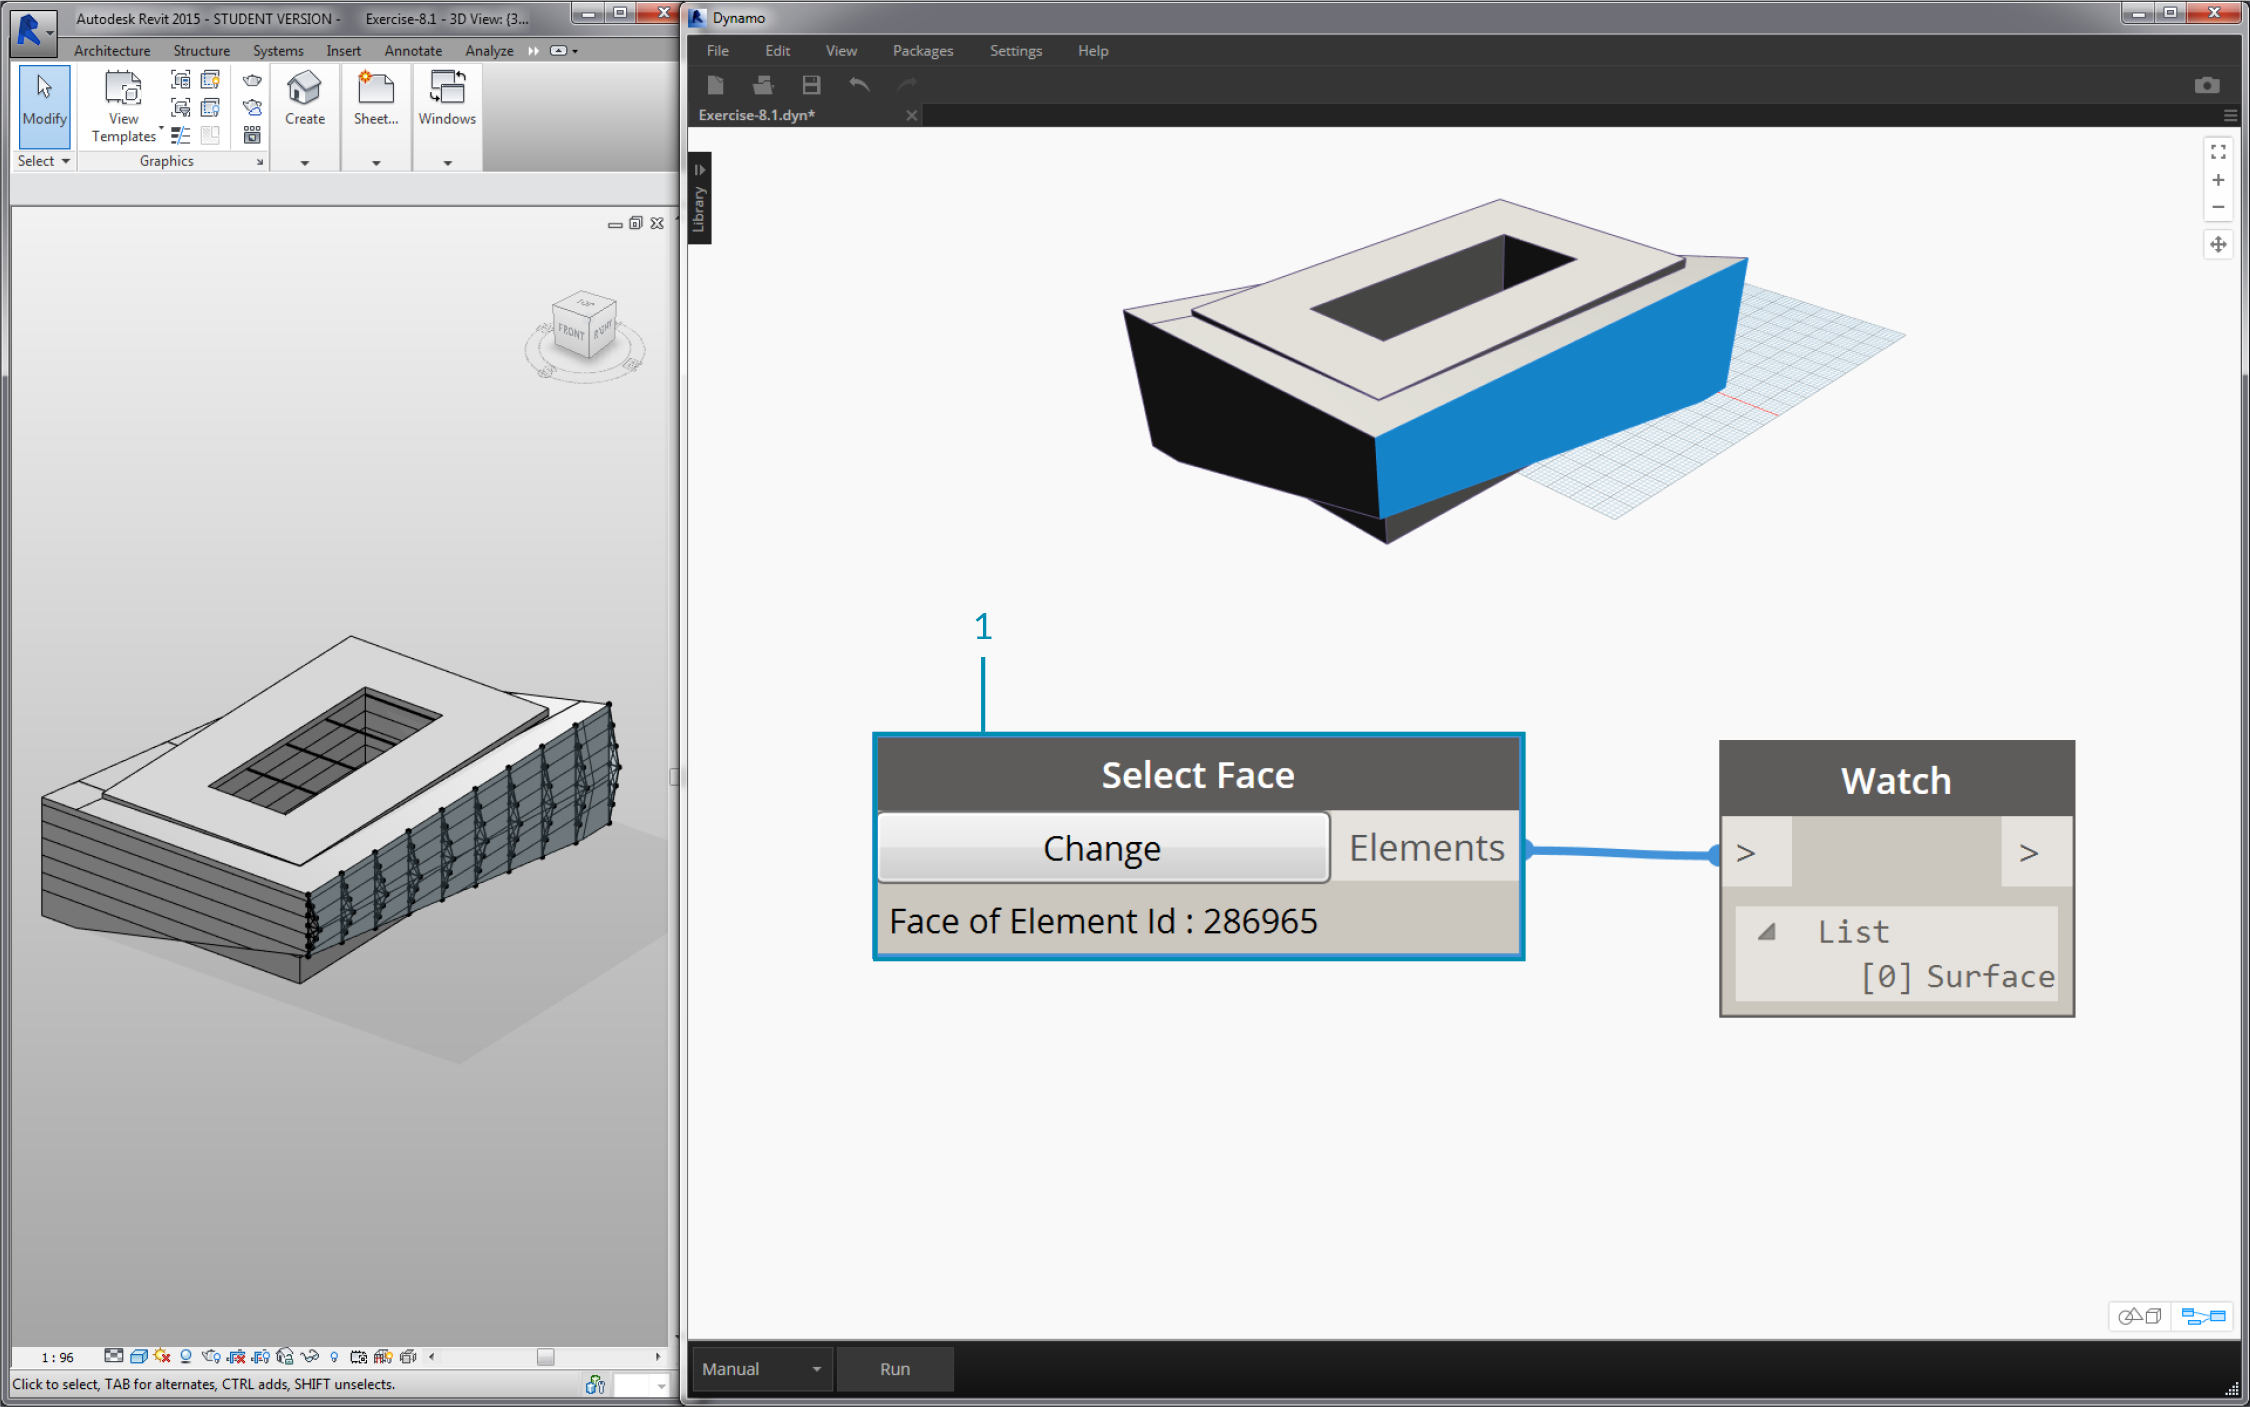 Autodesk Revit 2015 - STUDENT VERSION - Exercise-8.1 - 3D View: {3...
Architecture Structure Systems Insert Annotate Analyze
Modify
View
Templates
Create
Sheet...
Windows
Select
Graphics
TOP
FRONT
RIGHT
1 : 96
Click to select, TAB for alternates, CTRL adds, SHIFT unselects.
Dynamo
File Edit View Packages Settings Help
Exercise-8.1.dyn*
Library
1
Select Face
Change
Elements
Face of Element Id : 286965
Watch
> >
List
[0] Surface
Manual
Run